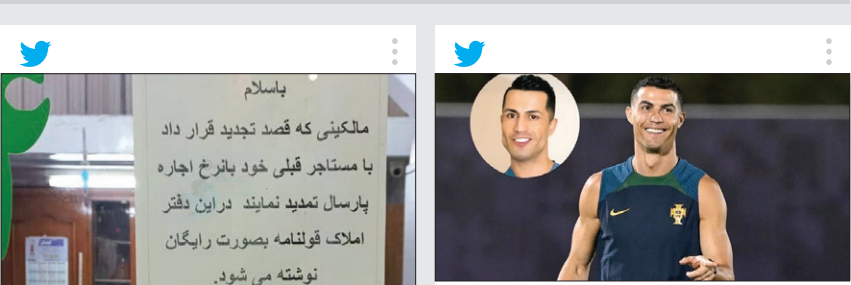 باسلام
مالکینی که قصد تجدید قرار داد
با مستاجر قبلی خود بانرخ اجاره
پارسال تمدید نمایند دراین دفتر
املاک قولنامه بصورت رایگان
نوشته می شود.